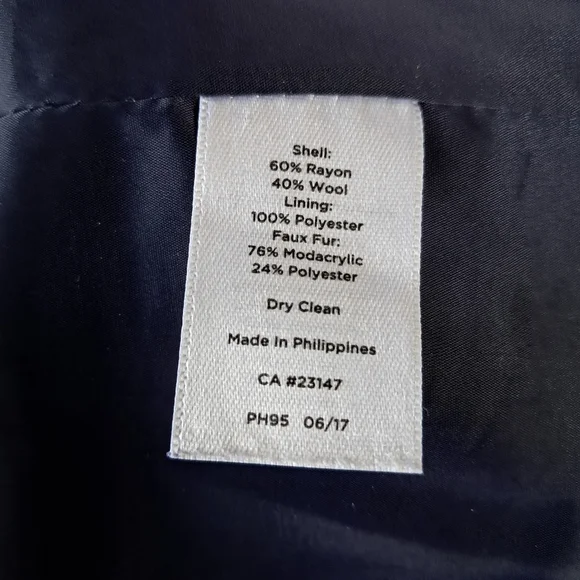 Shell:
60% Rayon
40% Wool
Lining:
100% Polyester
Faux Fur:
76% Modacrylic
24% Polyester
Dry Clean
Made In Philippines
CA #23147
PH95 06/17